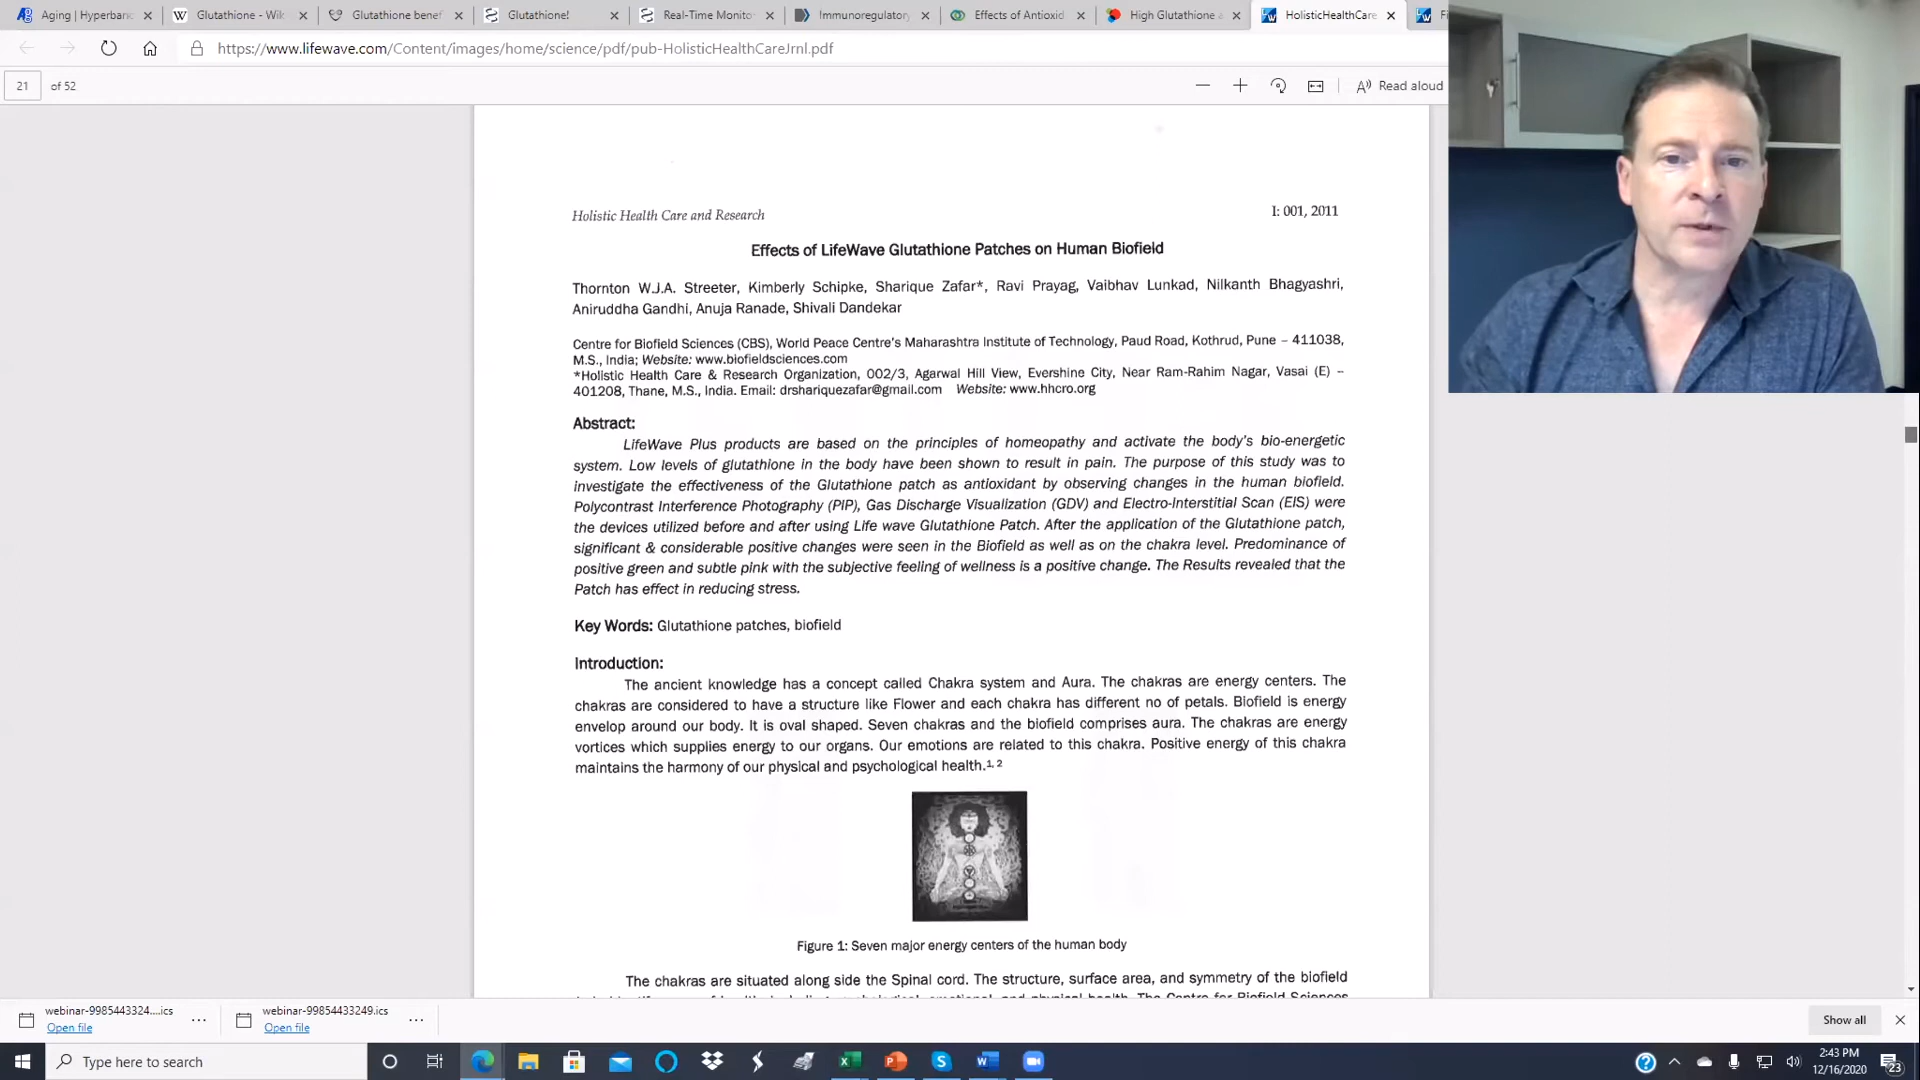 Aging | Hyperbari
Glutathione - Wik
Glutathione benef
Glutathione!
Real-Time Monito
Immunoregulatory
Effects of Antioxid
High Glutathione a
HolisticHealthCare
https://www.lifewave.com/Content/images/home/science/pdf/pub-HolisticHealthCareJrnl.pdf
21 of 52
Read aloud
Holistic Health Care and Research
I: 001, 2011
Effects of LifeWave Glutathione Patches on Human Biofield
Thornton W.J.A. Streeter, Kimberly Schipke, Sharique Zafar*, Ravi Prayag, Vaibhav Lunkad, Nilkanth Bhagyashri,
Aniruddha Gandhi, Anuja Ranade, Shivali Dandekar
Centre for Biofield Sciences (CBS), World Peace Centre's Maharashtra Institute of Technology, Paud Road, Kothrud, Pune – 411038,
M.S., India; Website: www.biofieldsciences.com
*Holistic Health Care & Research Organization, 002/3, Agarwal Hill View, Evershine City, Near Ram-Rahim Nagar, Vasai (E) –
401208, Thane, M.S., India. Email: drshariquezafar@gmail.com Website: www.hhcro.org
Abstract:
LifeWave Plus products are based on the principles of homeopathy and activate the body's bio-energetic
system. Low levels of glutathione in the body have been shown to result in pain. The purpose of this study was to
investigate the effectiveness of the Glutathione patch as antioxidant by observing changes in the human biofield.
Polycontrast Interference Photography (PIP), Gas Discharge Visualization (GDV) and Electro-Interstitial Scan (EIS) were
the devices utilized before and after using Life wave Glutathione Patch. After the application of the Glutathione patch,
significant & considerable positive changes were seen in the Biofield as well as on the chakra level. Predominance of
positive green and subtle pink with the subjective feeling of wellness is a positive change. The Results revealed that the
Patch has effect in reducing stress.
Key Words: Glutathione patches, biofield
Introduction:
The ancient knowledge has a concept called Chakra system and Aura. The chakras are energy centers. The
chakras are considered to have a structure like Flower and each chakra has different no of petals. Biofield is energy
envelop around our body. It is oval shaped. Seven chakras and the biofield comprises aura. The chakras are energy
vortices which supplies energy to our organs. Our emotions are related to this chakra. Positive energy of this chakra
maintains the harmony of our physical and psychological health.1, 2
Figure 1: Seven major energy centers of the human body
The chakras are situated along side the Spinal cord. The structure, surface area, and symmetry of the biofield
webinar-9985443324....ics
Open file
webinar-99854433249.ics
Open file
Show all
Type here to search
2:43 PM
12/16/2020
23